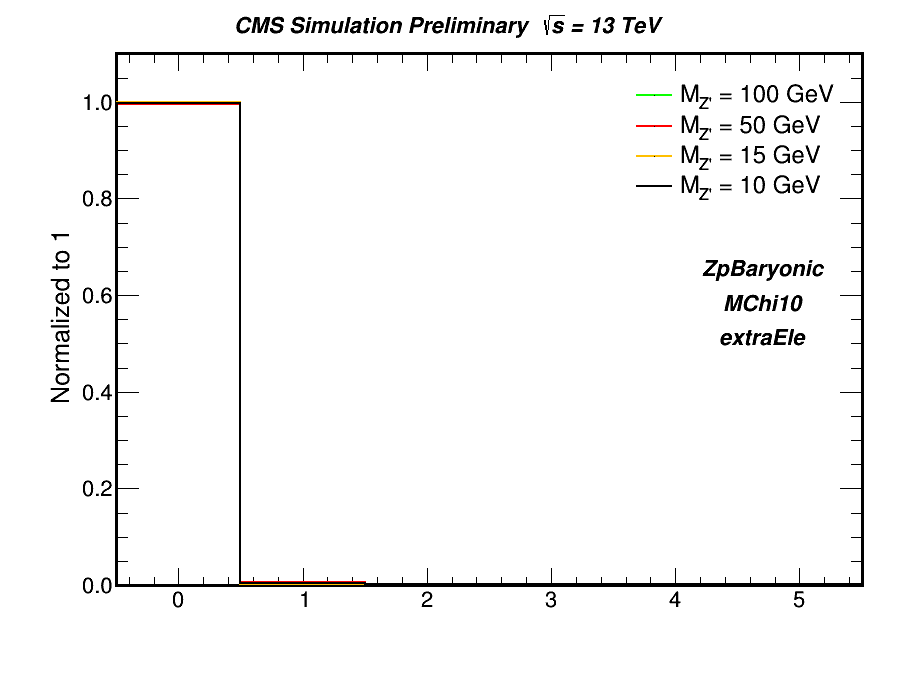 CMS Simulation Preliminary √s = 13 TeV
M_Z' = 100 GeV
M_Z' = 50 GeV
M_Z' = 15 GeV
M_Z' = 10 GeV
ZpBaryonic
MChi10
extraEle
Normalized to 1
1.0
0.8
0.6
0.4
0.2
0.0
0 1 2 3 4 5